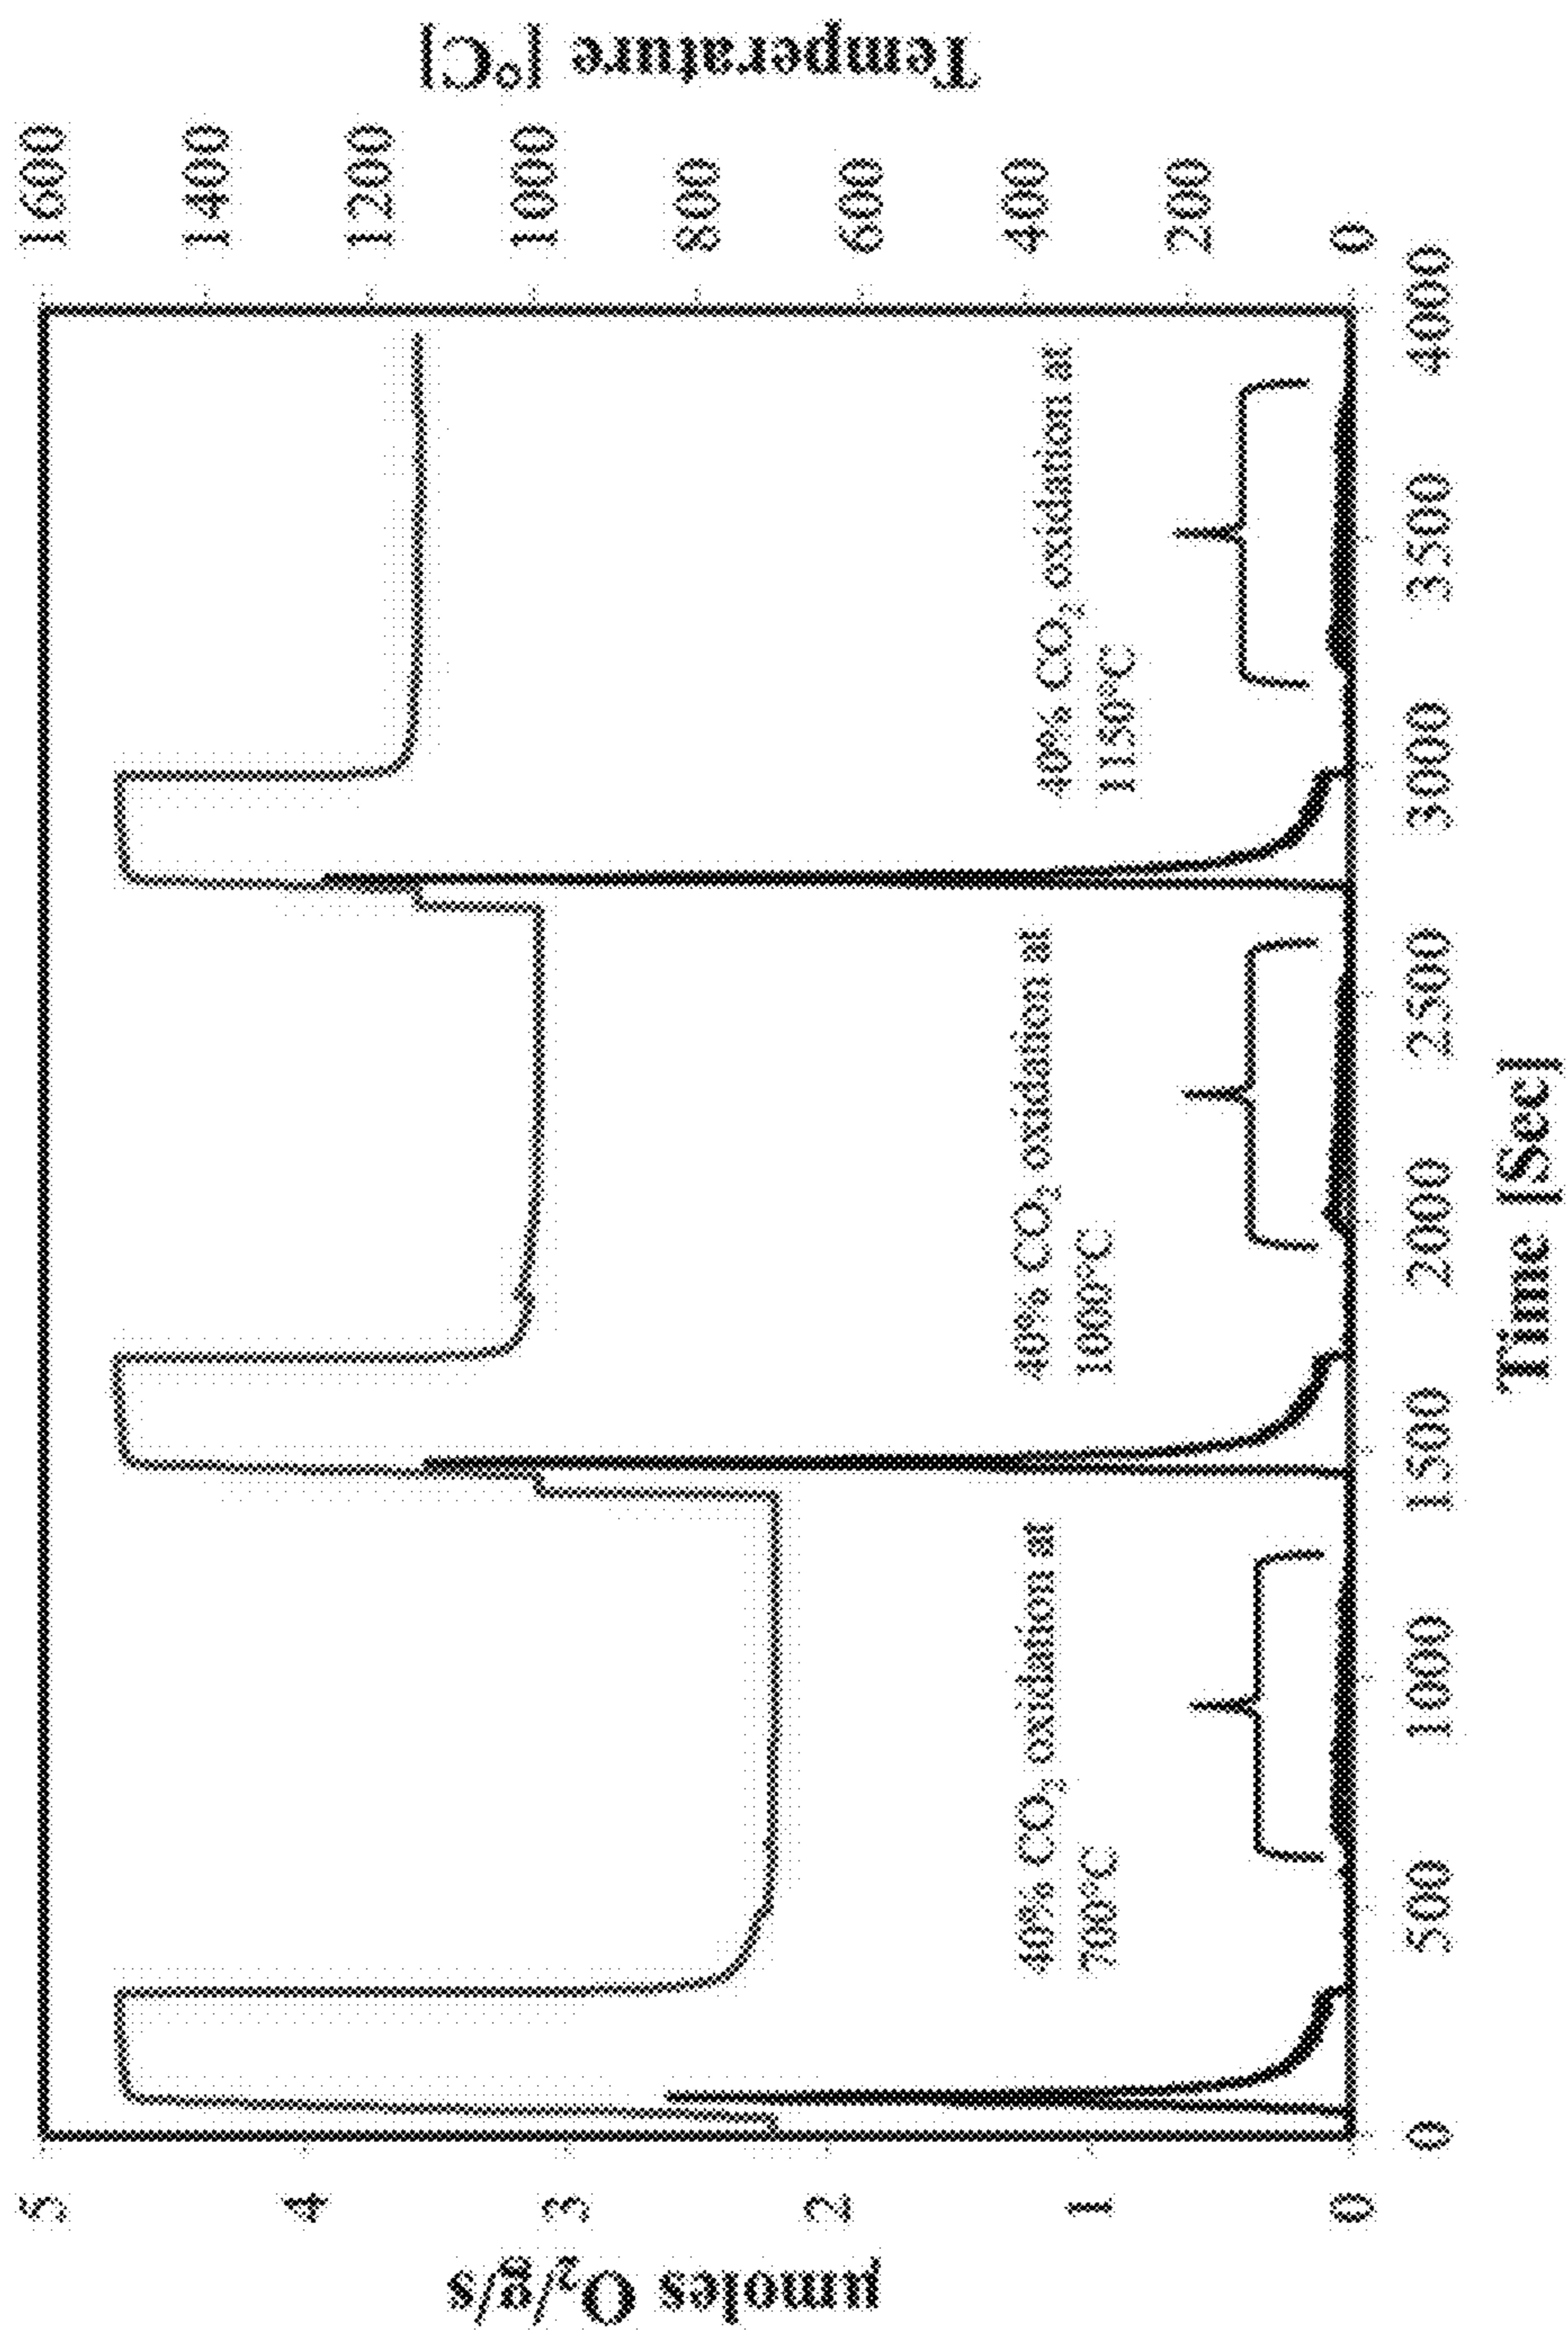 µmoles O₂/g/s
5
4
3
2
1
0
Temperature [°C]
1600
1400
1200
1000
800
600
400
200
0
40% CO₂ oxidation at
700°C
40% CO₂ oxidation at
1000°C
40% CO₂ oxidation at
1150°C
0
500
1000
1500
2000
2500
3000
3500
4000
Time [Sec]